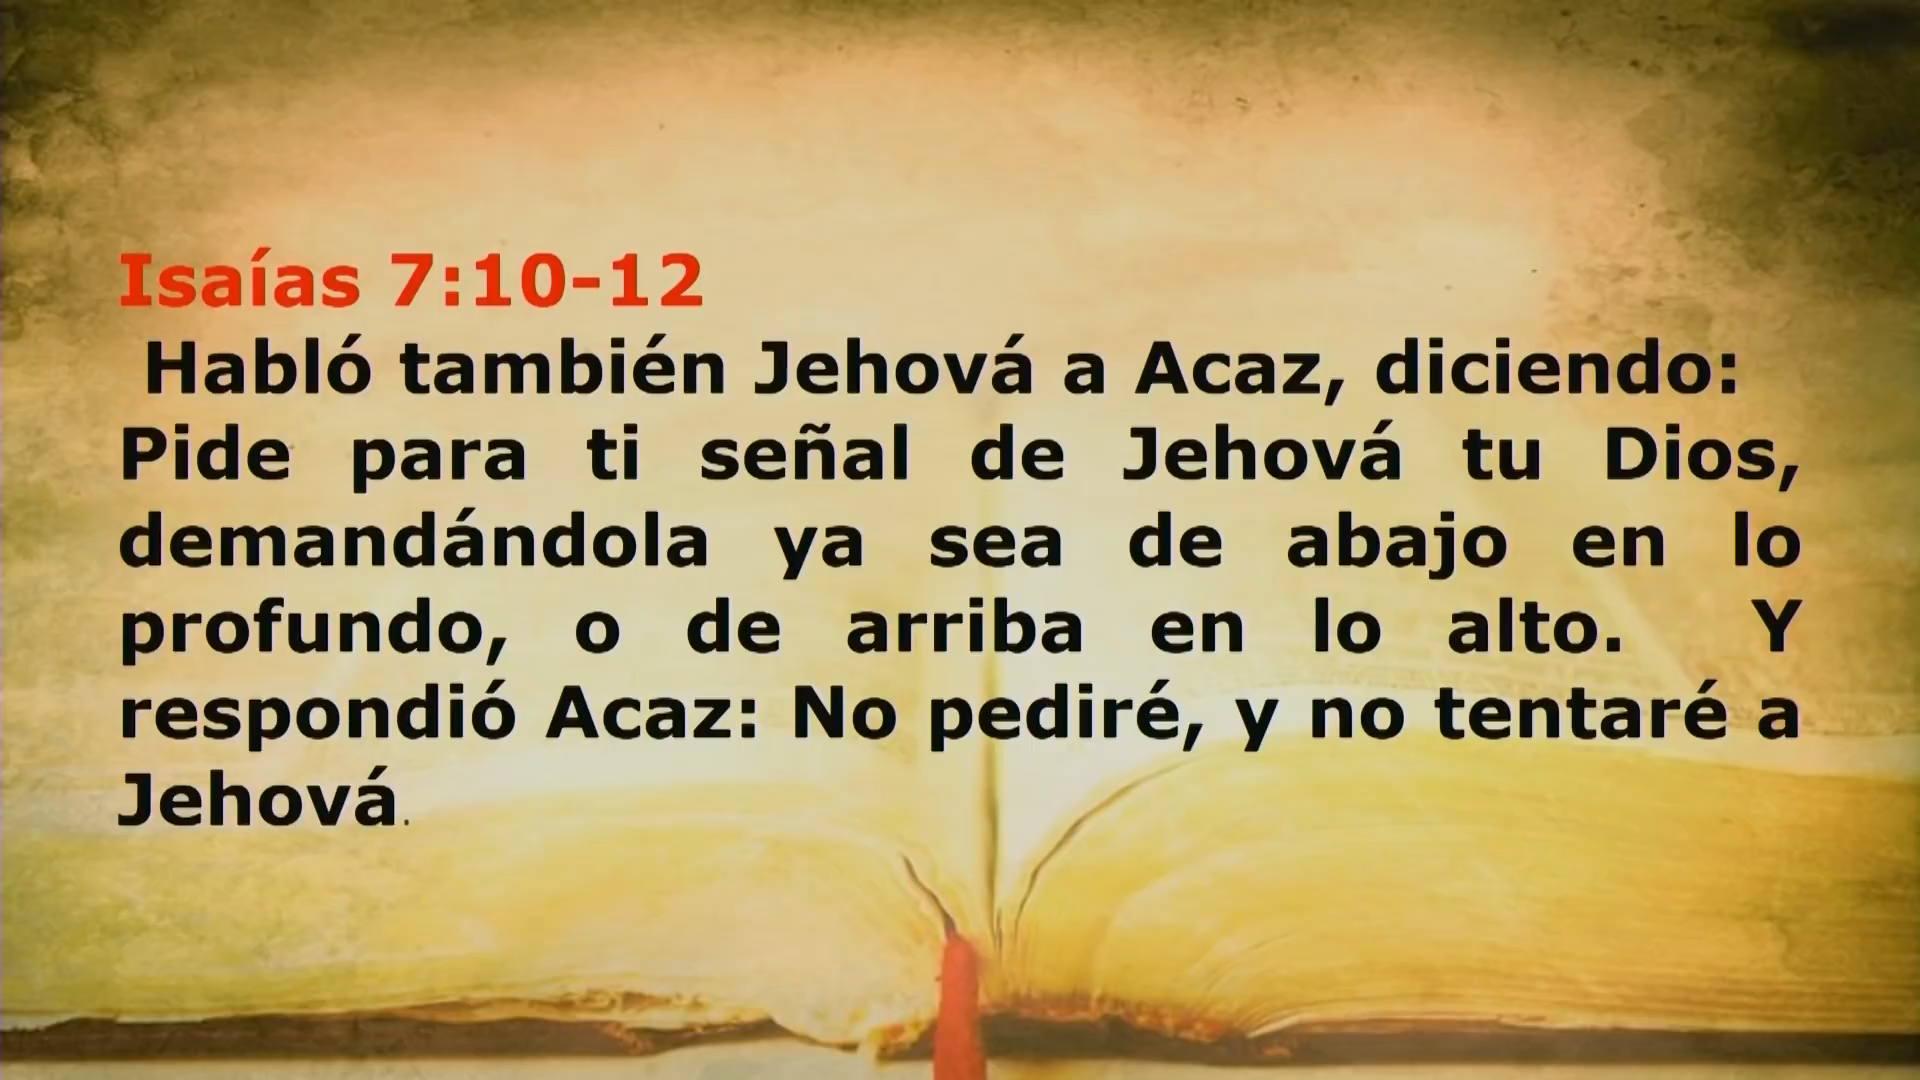 Isaías 7:10-12
Habló también Jehová a Acaz, diciendo:
Pide para ti señal de Jehová tu Dios,
demandándola ya sea de abajo en lo
profundo, o de arriba en lo alto. Y
respondió Acaz: No pediré, y no tentaré a
Jehová.